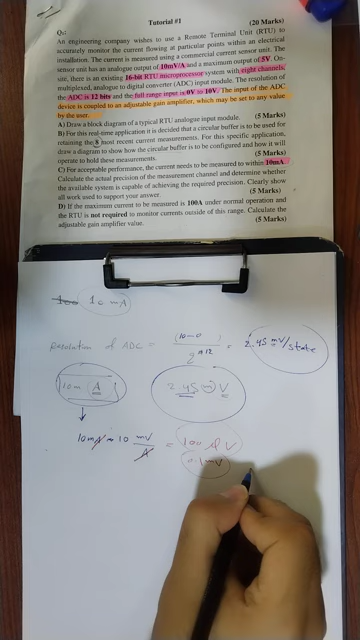 Tutorial #1
(20 Marks)
Q₅:
An engineering company wishes to use a Remote Terminal Unit (RTU) to
accurately monitor the current flowing at particular points within an electrical
installation. The current is measured using a commercial current sensor unit. The
sensor unit has an analogue output of 10mV/A and a maximum output of 5V. On-
site, there is an existing 16-bit RTU microprocessor system with eight channels,
multiplexed, analogue to digital converter (ADC) input module. The resolution of
the ADC is 12 bits and the full range input is 0V to 10V. The input of the ADC
device is coupled to an adjustable gain amplifier, which may be set to any value
by the user.
A) Draw a block diagram of a typical RTU analogue input module. (5 Marks)
B) For this real-time application it is decided that a circular buffer is to be used for
retaining the 8 most recent current measurements. For this specific application,
draw a diagram to show how the circular buffer is to be configured and how it will
operate to hold these measurements. (5 Marks)
C) For acceptable performance, the current needs to be measured to within 10mA.
Calculate the actual precision of the measurement channel and determine whether
the available system is capable of achieving the required precision. Clearly show
all work used to support your answer. (5 Marks)
D) If the maximum current to be measured is 100A under normal operation and
the RTU is not required to monitor currents outside of this range. Calculate the
adjustable gain amplifier value. (5 Marks)
10 mA
Resolution of ADC = (10-0) / 2^12 = 2.45 mV/state
10m (A) 2.45 m V
10mA × 10 mV/A = 100 μ V
0.1 mV